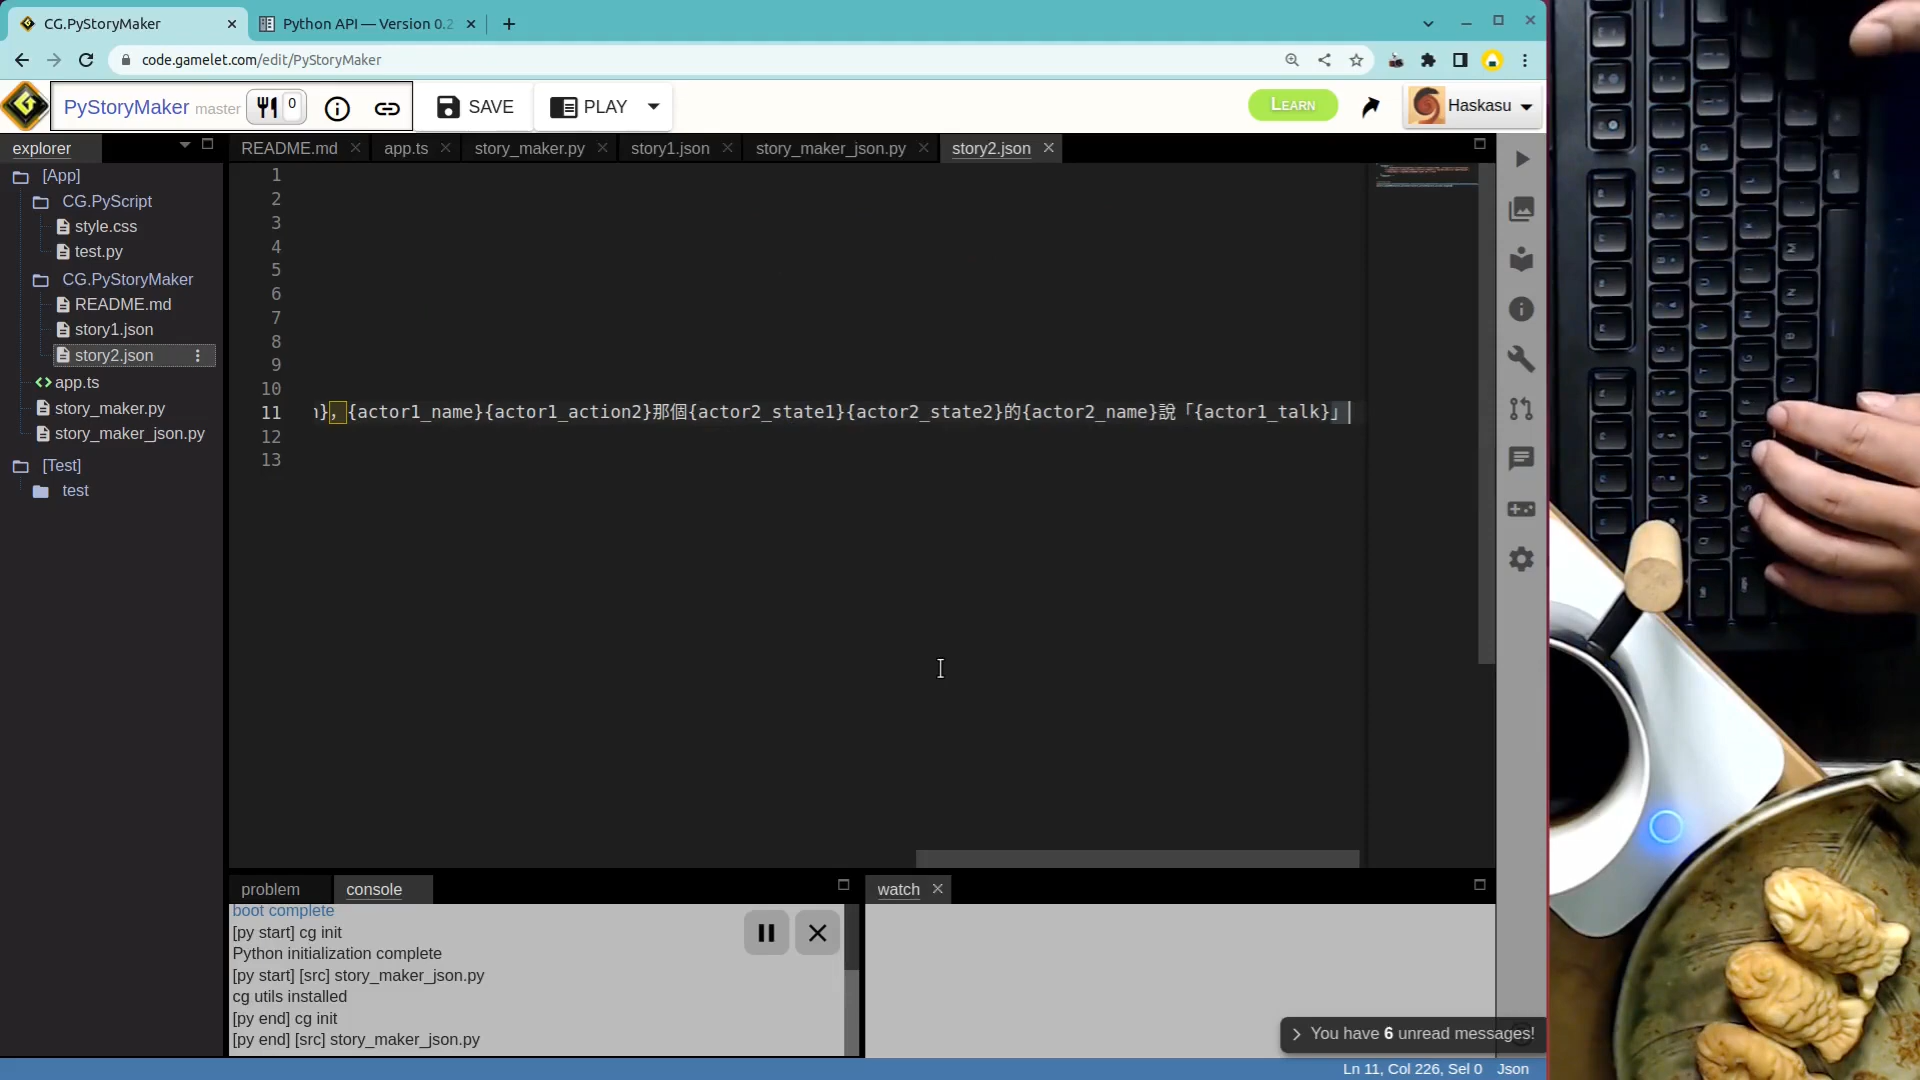 CG.PyStoryMaker
Python API — Version 0.2
code.gamelet.com/edit/PyStoryMaker
PyStoryMaker master 0 SAVE PLAY LEARN Haskasu
explorer
README.md app.ts story_maker.py story1.json story_maker_json.py story2.json
[App]
CG.PyScript
style.css
test.py
CG.PyStoryMaker
README.md
story1.json
story2.json
app.ts
story_maker.py
story_maker_json.py
[Test]
test
1
2
3
4
5
6
7
8
9
10
11 }，{actor1_name}{actor1_action2}那個{actor2_state1}{actor2_state2}的{actor2_name}說「{actor1_talk}」
12
13
problem console
boot complete
[py start] cg init
Python initialization complete
[py start] [src] story_maker_json.py
cg utils installed
[py end] cg init
[py end] [src] story_maker_json.py
watch
You have 6 unread messages!
Ln 11, Col 226, Sel 0 Json